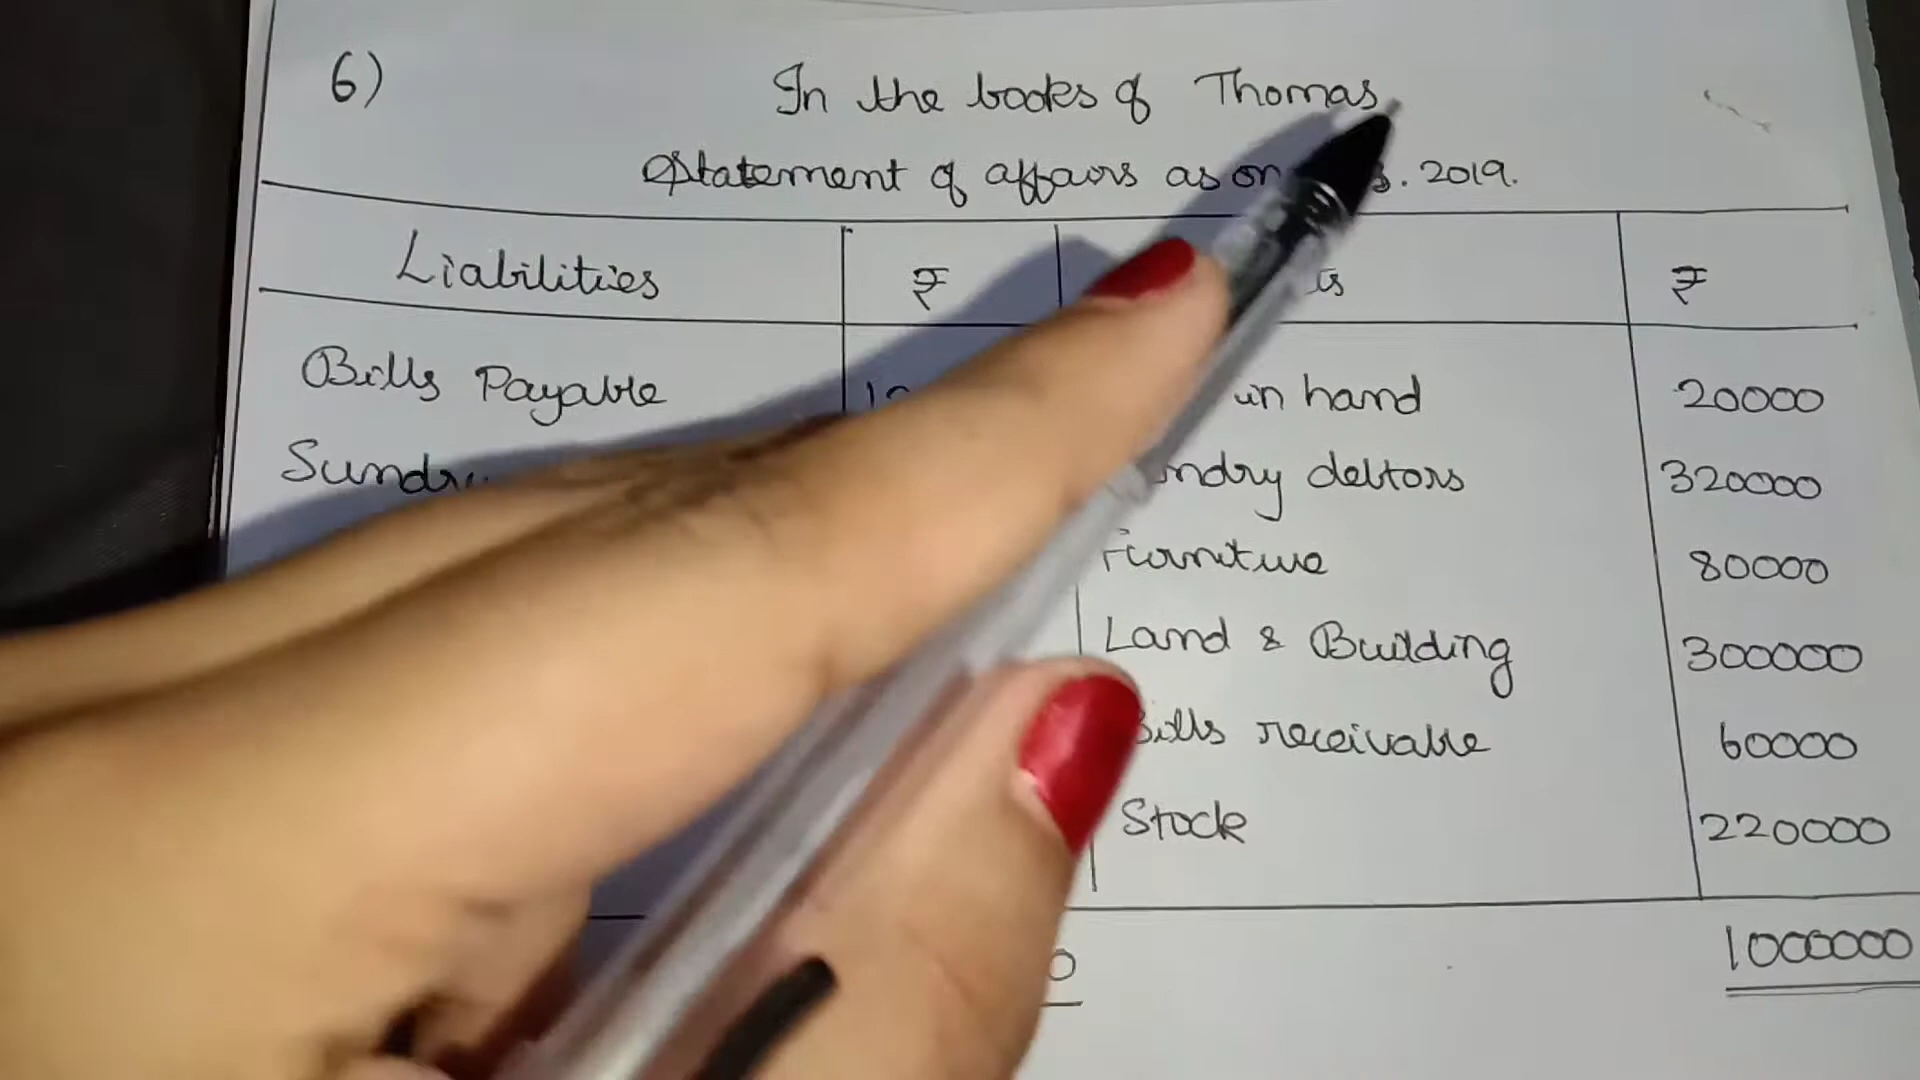 6)
In the books of Thomas
Statement of affairs as on . 2019.
Liabilities ₹ ₹
Bills Payable in hand 20000
debtors 320000
Furniture 80000
Land & Building 300000
Bills receivable 60000
Stock 220000
1000000